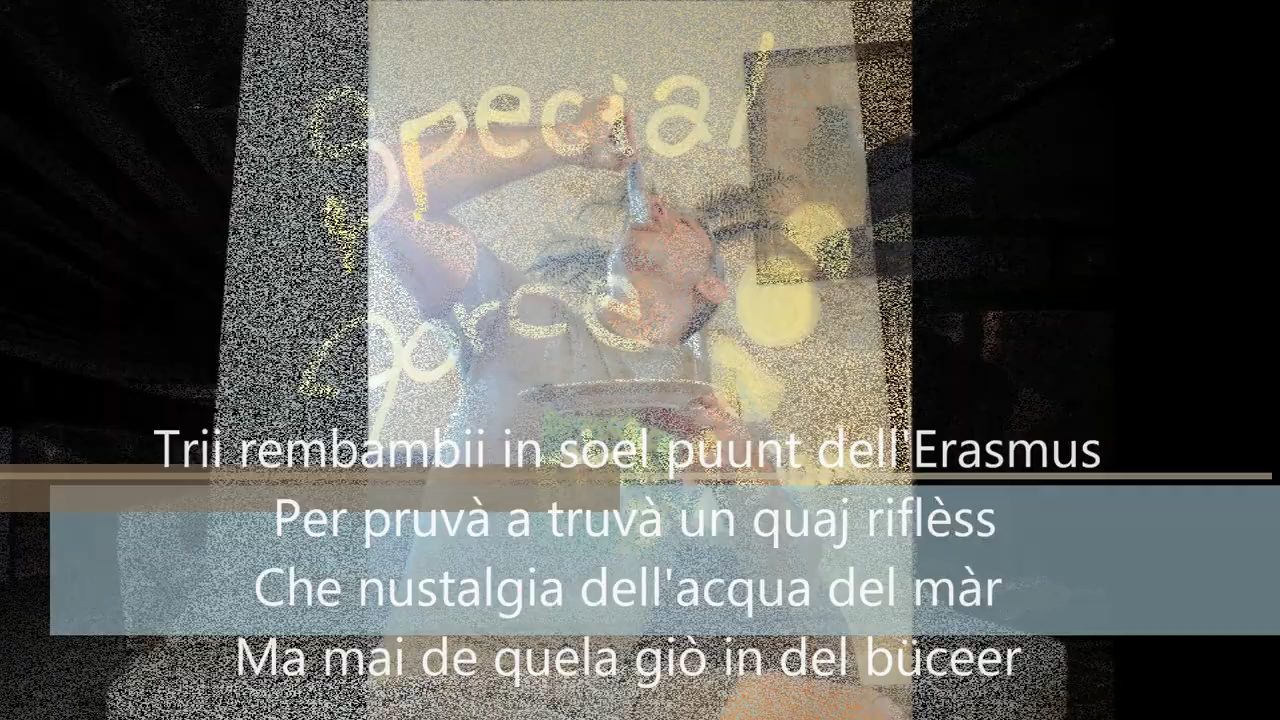 Special
Trii rembambii in soel puunt dell'Erasmus
Per pruvà a truvà un quaj riflèss
Che nustalgia dell'acqua del màr
Ma mai de quela giò in del büceer